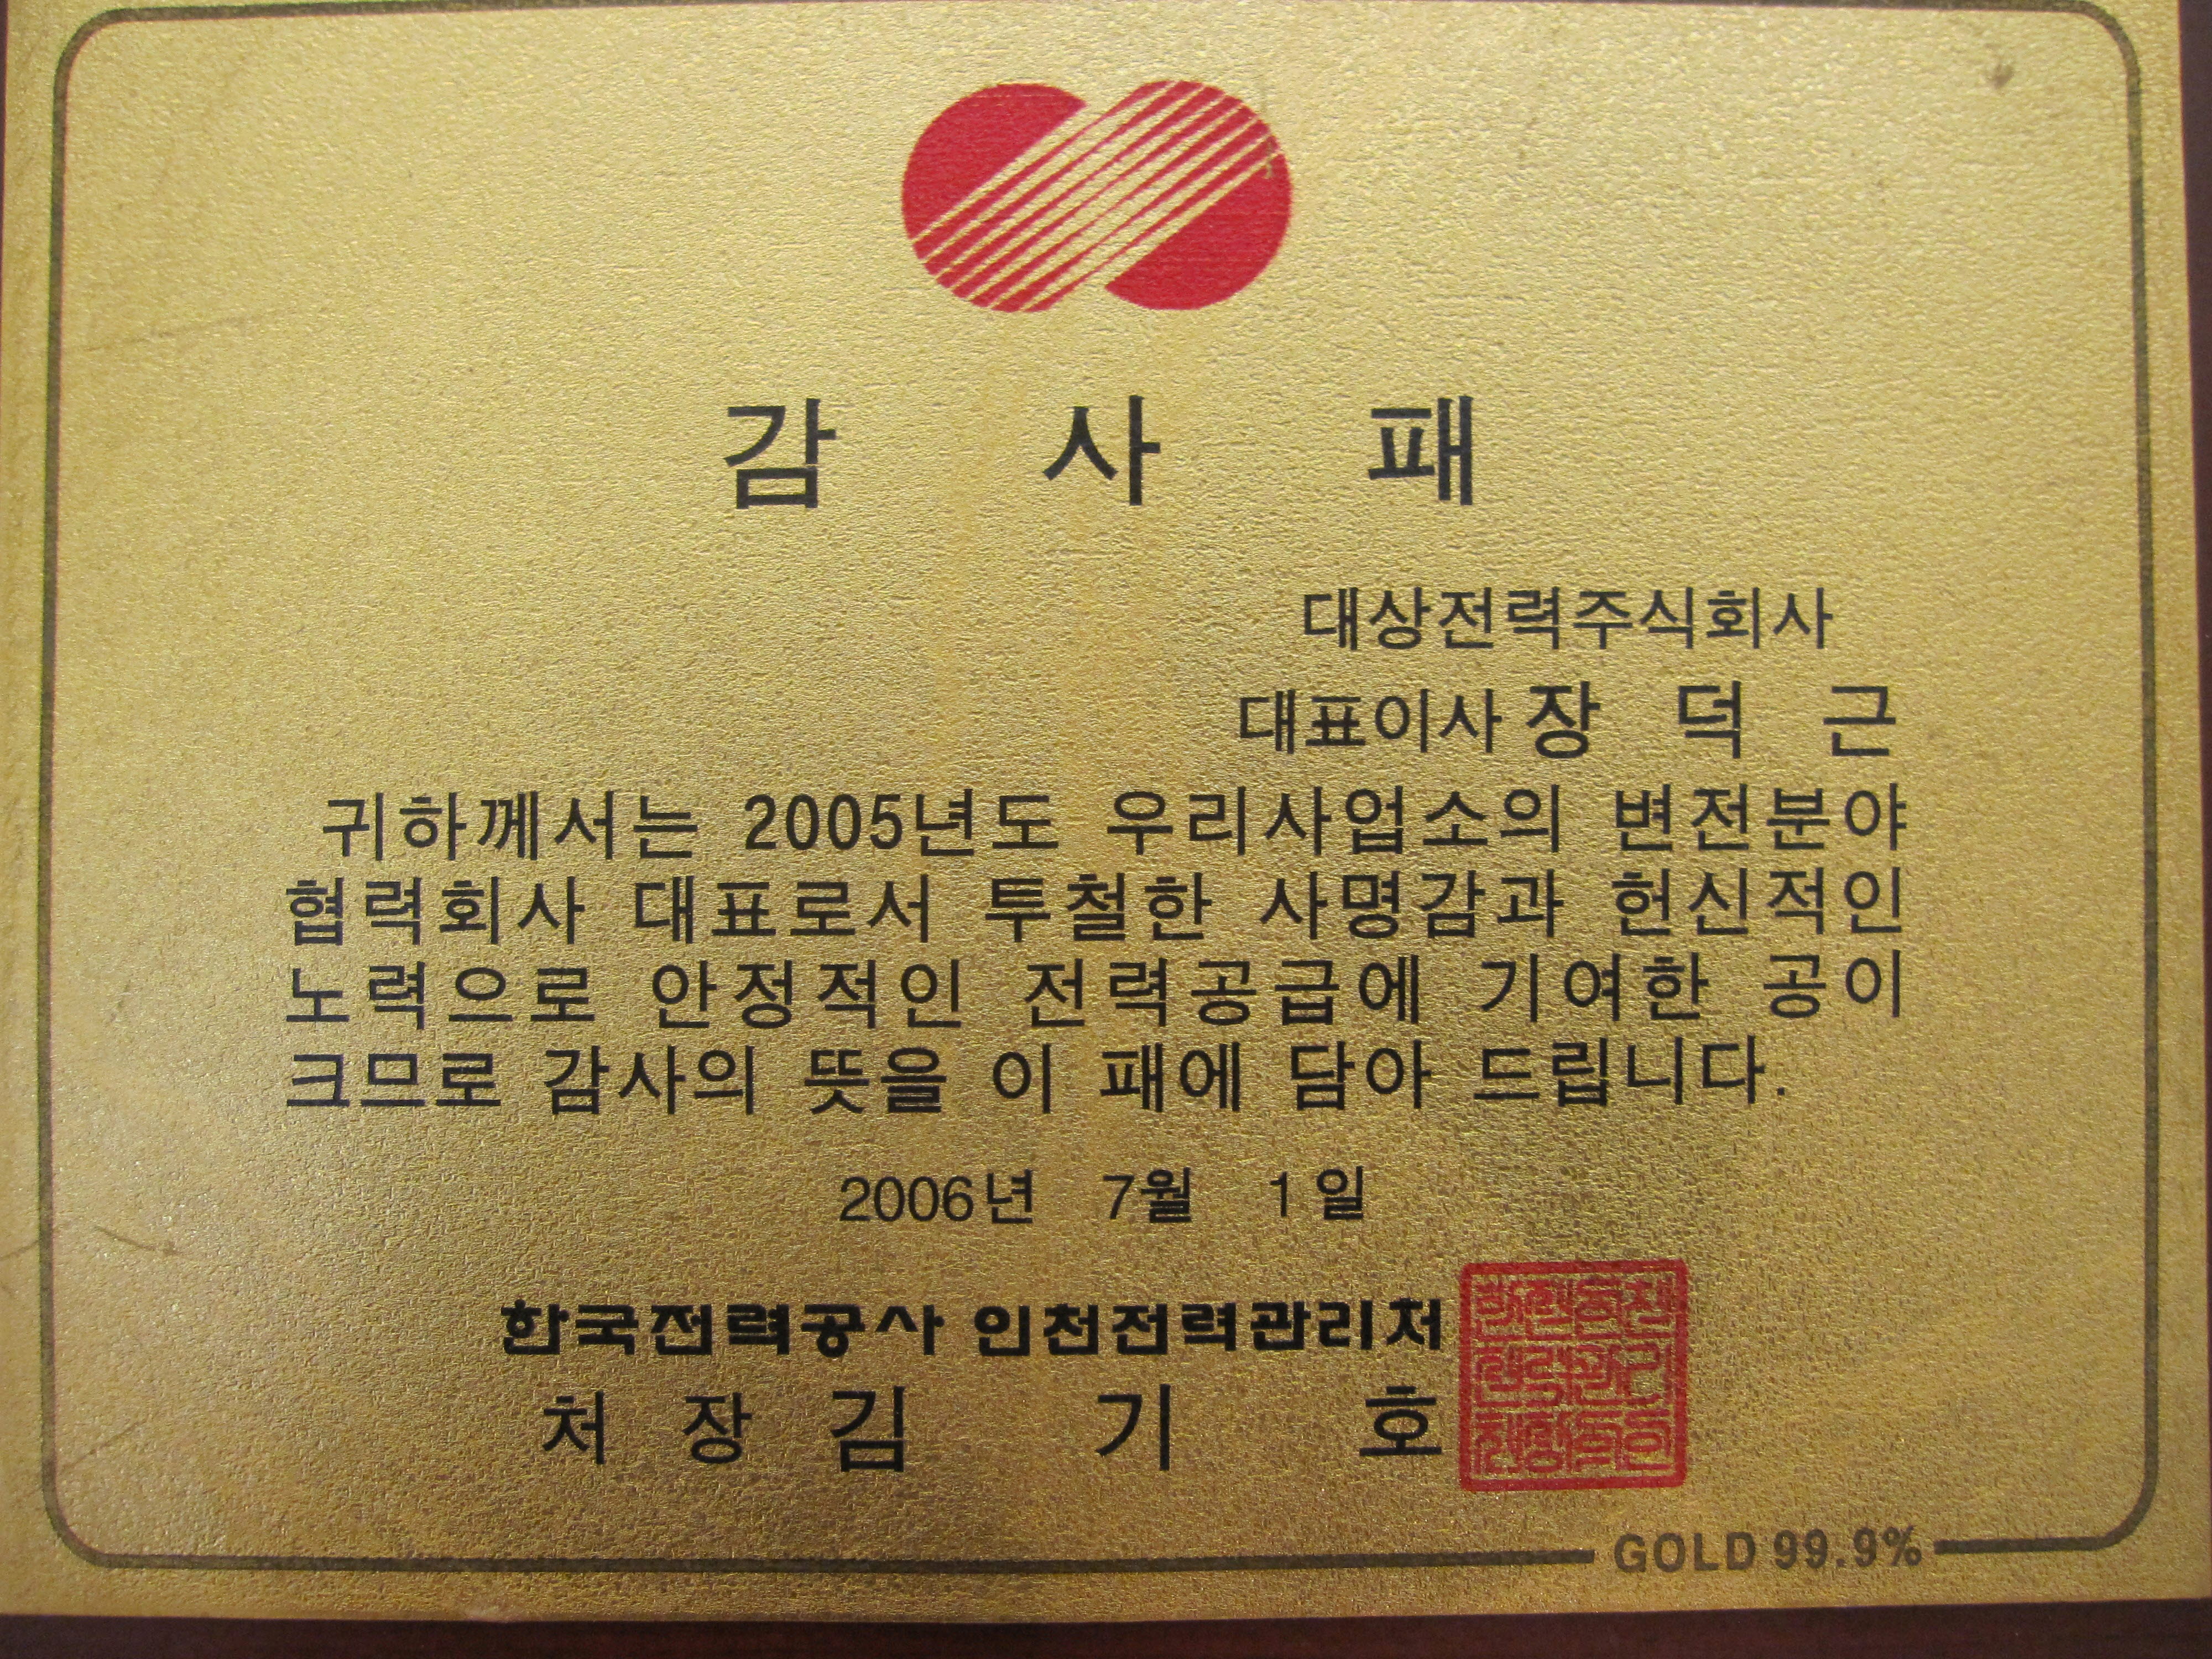 감 사 패
대상전력주식회사
대표이사 장 덕 근
귀하께서는 2005년도 우리사업소의 변전분야
협력회사 대표로서 투철한 사명감과 헌신적인
노력으로 안정적인 전력공급에 기여한 공이
크므로 감사의 뜻을 이 패에 담아 드립니다.
2006년 7월 1일
한국전력공사 인천전력관리처
처 장 김 기 호
GOLD 99.9%